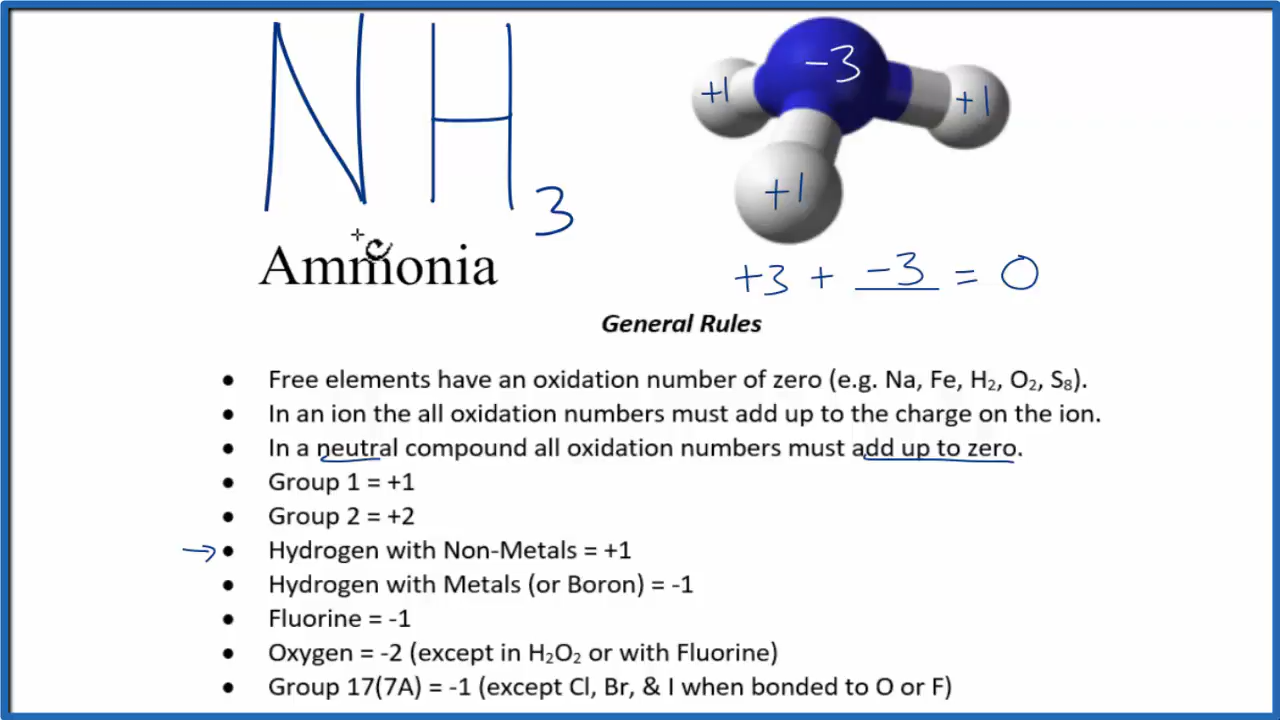 NH₃
Ammonia
-3
+1
+1
+1
+3 + -3 = 0
General Rules
• Free elements have an oxidation number of zero (e.g. Na, Fe, H₂, O₂, S₈).
• In an ion the all oxidation numbers must add up to the charge on the ion.
• In a neutral compound all oxidation numbers must add up to zero.
• Group 1 = +1
• Group 2 = +2
→ • Hydrogen with Non-Metals = +1
• Hydrogen with Metals (or Boron) = -1
• Fluorine = -1
• Oxygen = -2 (except in H₂O₂ or with Fluorine)
• Group 17(7A) = -1 (except Cl, Br, & I when bonded to O or F)